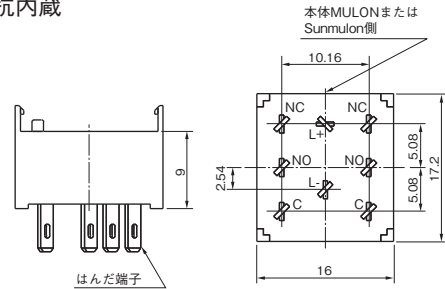 抗内蔵
本体MULONまたは
Sunmulon側
10.16
NC NC
L+
NO NO
L-
C C
5.08
5.08
17.2
2.54
16
9
はんだ端子